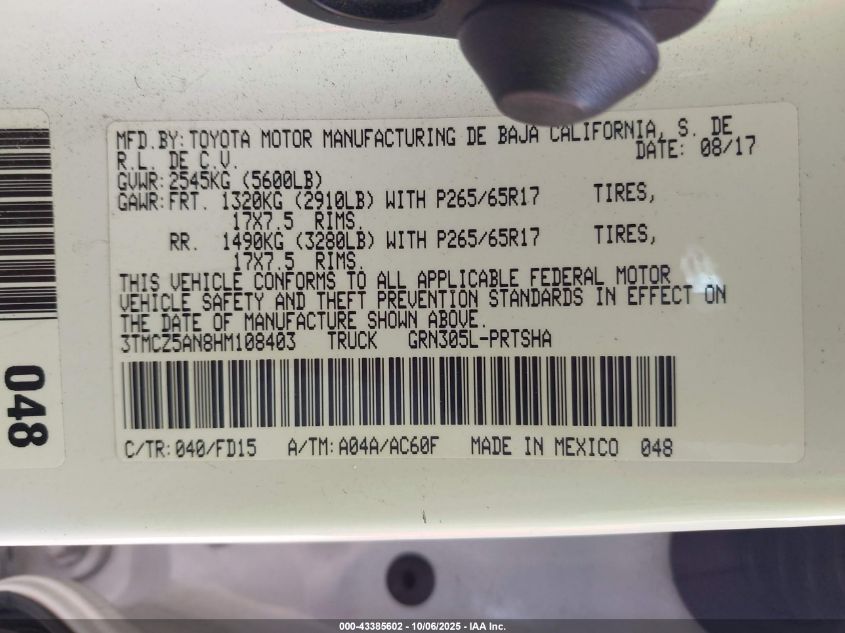 MFD.BY:TOYOTA MOTOR MANUFACTURING DE BAJA CALIFORNIA, S. DE
R.L. DE C.V. DATE: 08/17
GVWR:2545KG (5600LB)
GAWR:FRT. 1320KG (2910LB) WITH P265/65R17 TIRES,
17X7.5 RIMS.
RR. 1490KG (3280LB) WITH P265/65R17 TIRES,
17X7.5 RIMS.
THIS VEHICLE CONFORMS TO ALL APPLICABLE FEDERAL MOTOR
VEHICLE SAFETY AND THEFT PREVENTION STANDARDS IN EFFECT ON
THE DATE OF MANUFACTURE SHOWN ABOVE.
3TMCZ5AN8HM108403 TRUCK GRN305L-PRTSHA
C/TR:040/FD15 A/TM:A04A/AC60F MADE IN MEXICO 048
048
000-43385602 - 10/06/2025 - IAA Inc.